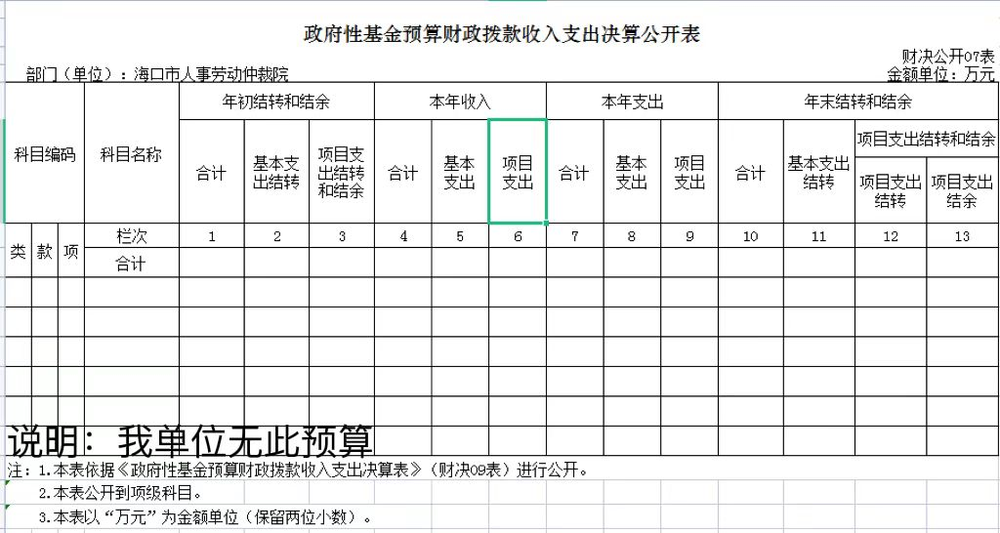 政府性基金预算财政拨款收入支出决算公开表
财决公开07表
部门（单位）：海口市人事劳动仲裁院 金额单位：万元
科目编码 科目名称 年初结转和结余 本年收入 本年支出 年末结转和结余
合计 基本支出结转 项目支出结转和结余 合计 基本支出 项目支出 合计 基本支出 项目支出 合计 基本支出结转 项目支出结转和结余
项目支出结转 项目支出结余
类 款 项 栏次 1 2 3 4 5 6 7 8 9 10 11 12 13
合计
说明：我单位无此预算
注：1.本表依据《政府性基金预算财政拨款收入支出决算表》（财决09表）进行公开。
2.本表公开到项级科目。
3.本表以“万元”为金额单位（保留两位小数）。